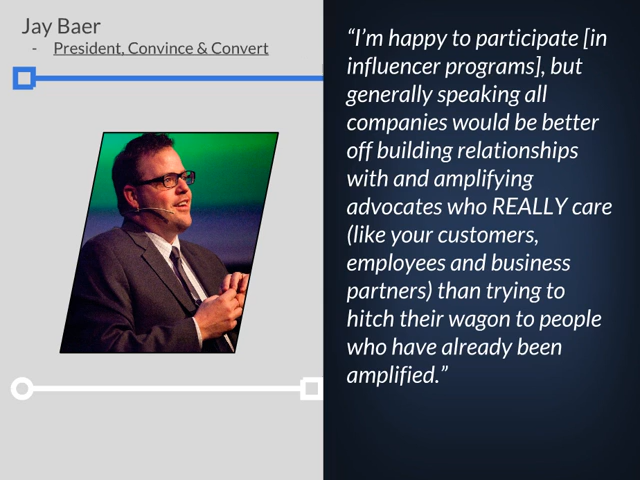 Jay Baer
- President, Convince & Convert
“I’m happy to participate [in
influencer programs], but
generally speaking all
companies would be better
off building relationships
with and amplifying
advocates who REALLY care
(like your customers,
employees and business
partners) than trying to
hitch their wagon to people
who have already been
amplified.”